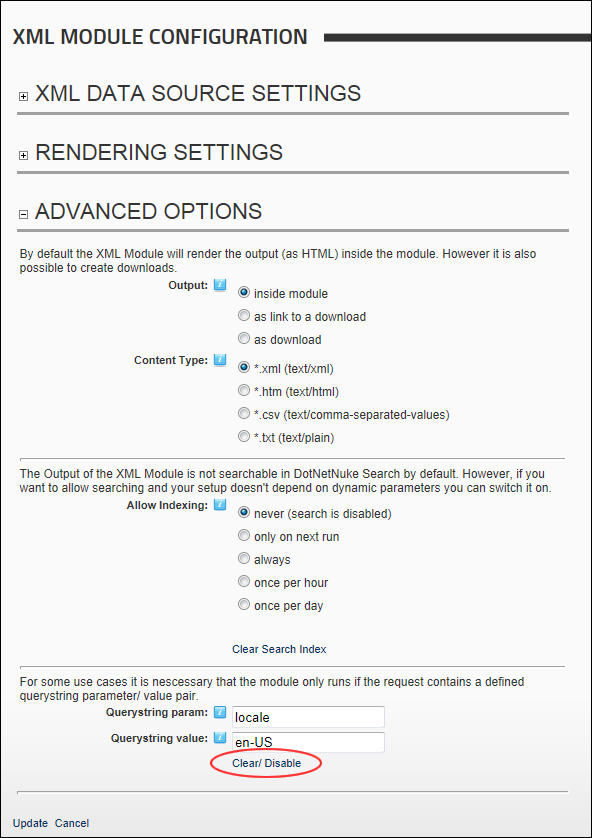 XML MODULE CONFIGURATION
XML DATA SOURCE SETTINGS
RENDERING SETTINGS
ADVANCED OPTIONS
By default the XML Module will render the output (as HTML) inside the module. However it is also
possible to create downloads.
Output:
inside module
as link to a download
as download
Content Type:
*.xml (text/xml)
*.htm (text/html)
*.csv (text/comma-separated-values)
*.txt (text/plain)
The Output of the XML Module is not searchable in DotNetNuke Search by default. However, if you
want to allow searching and your setup doesn't depend on dynamic parameters you can switch it on.
Allow Indexing:
never (search is disabled)
only on next run
always
once per hour
once per day
Clear Search Index
For some use cases it is nescessary that the module only runs if the request contains a defined
querystring parameter/ value pair.
Querystring param: locale
Querystring value: en-US
Clear/ Disable
Update Cancel